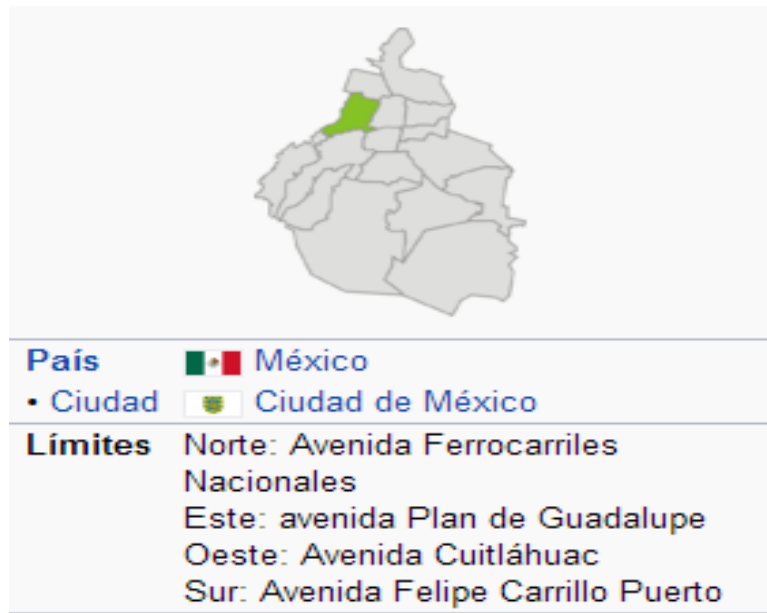 País México
• Ciudad Ciudad de México
Límites Norte: Avenida Ferrocarriles
Nacionales
Este: avenida Plan de Guadalupe
Oeste: Avenida Cuitláhuac
Sur: Avenida Felipe Carrillo Puerto